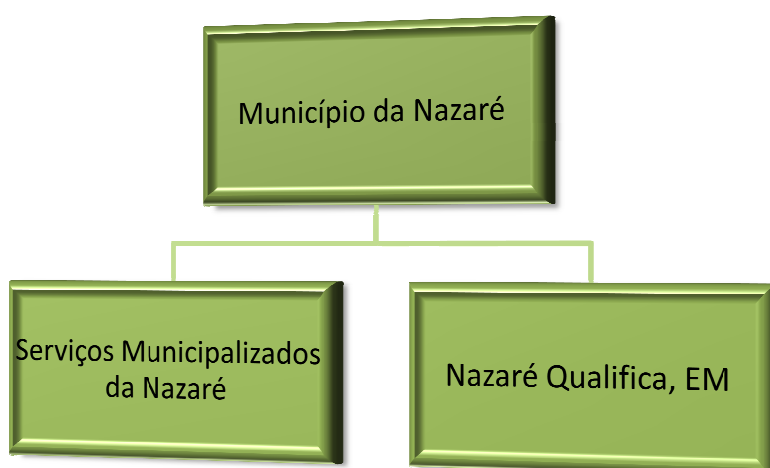 Município da Nazaré
Serviços Municipalizados
da Nazaré
Nazaré Qualifica, EM